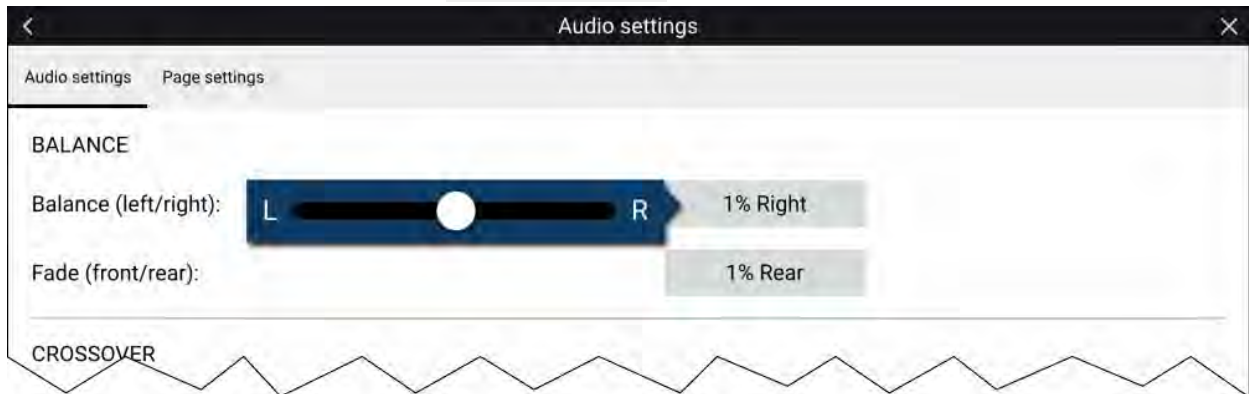 Audio settings
Audio settings Page settings
BALANCE
Balance (left/right): L R 1% Right
Fade (front/rear): 1% Rear
CROSSOVER